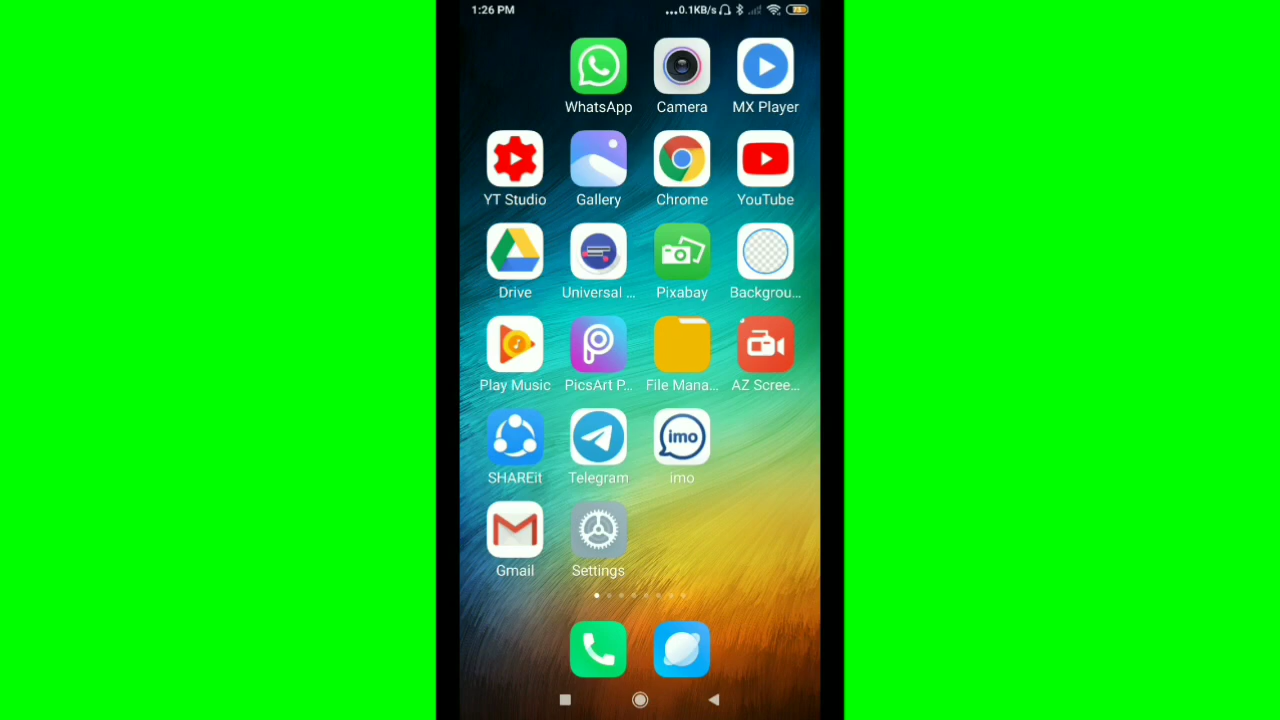 1:26 PM ...0.1KB/s
WhatsApp Camera MX Player
YT Studio Gallery Chrome YouTube
Drive Universal ... Pixabay Backgrou...
Play Music PicsArt P... File Mana... AZ Scree...
imo
SHAREit Telegram imo
Gmail Settings